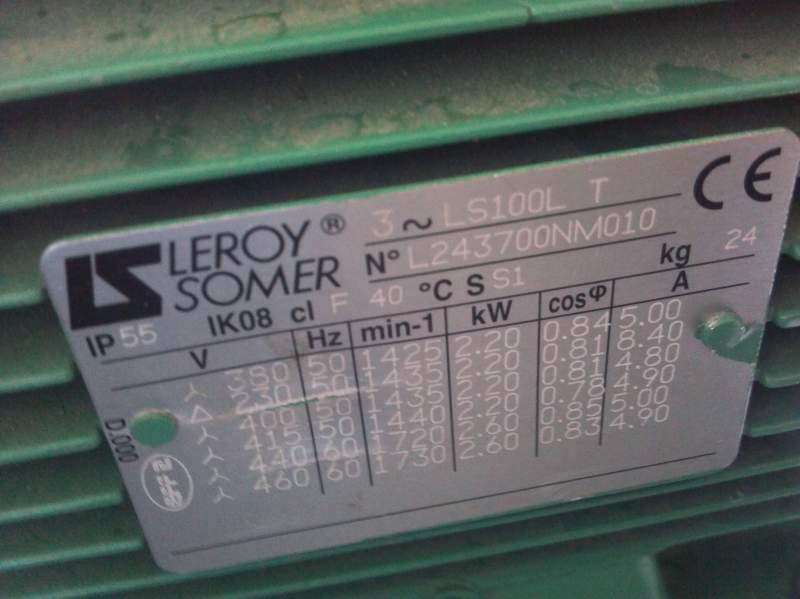 LEROY SOMER ® 3 ~ LS100L T CE
N° L243700NM010 kg 24
IP 55 IK08 cl F 40 °C S S1
V Hz min-1 kW cosφ A
⅄ 380 50 1425 2.20 0.84 5.00
Δ 230 50 1435 2.20 0.81 8.40
⅄ 400 50 1435 2.20 0.81 4.80
⅄ 415 50 1440 2.20 0.78 4.90
⅄ 440 60 1720 2.60 0.85 5.00
⅄ 460 60 1730 2.60 0.83 4.90
D.000